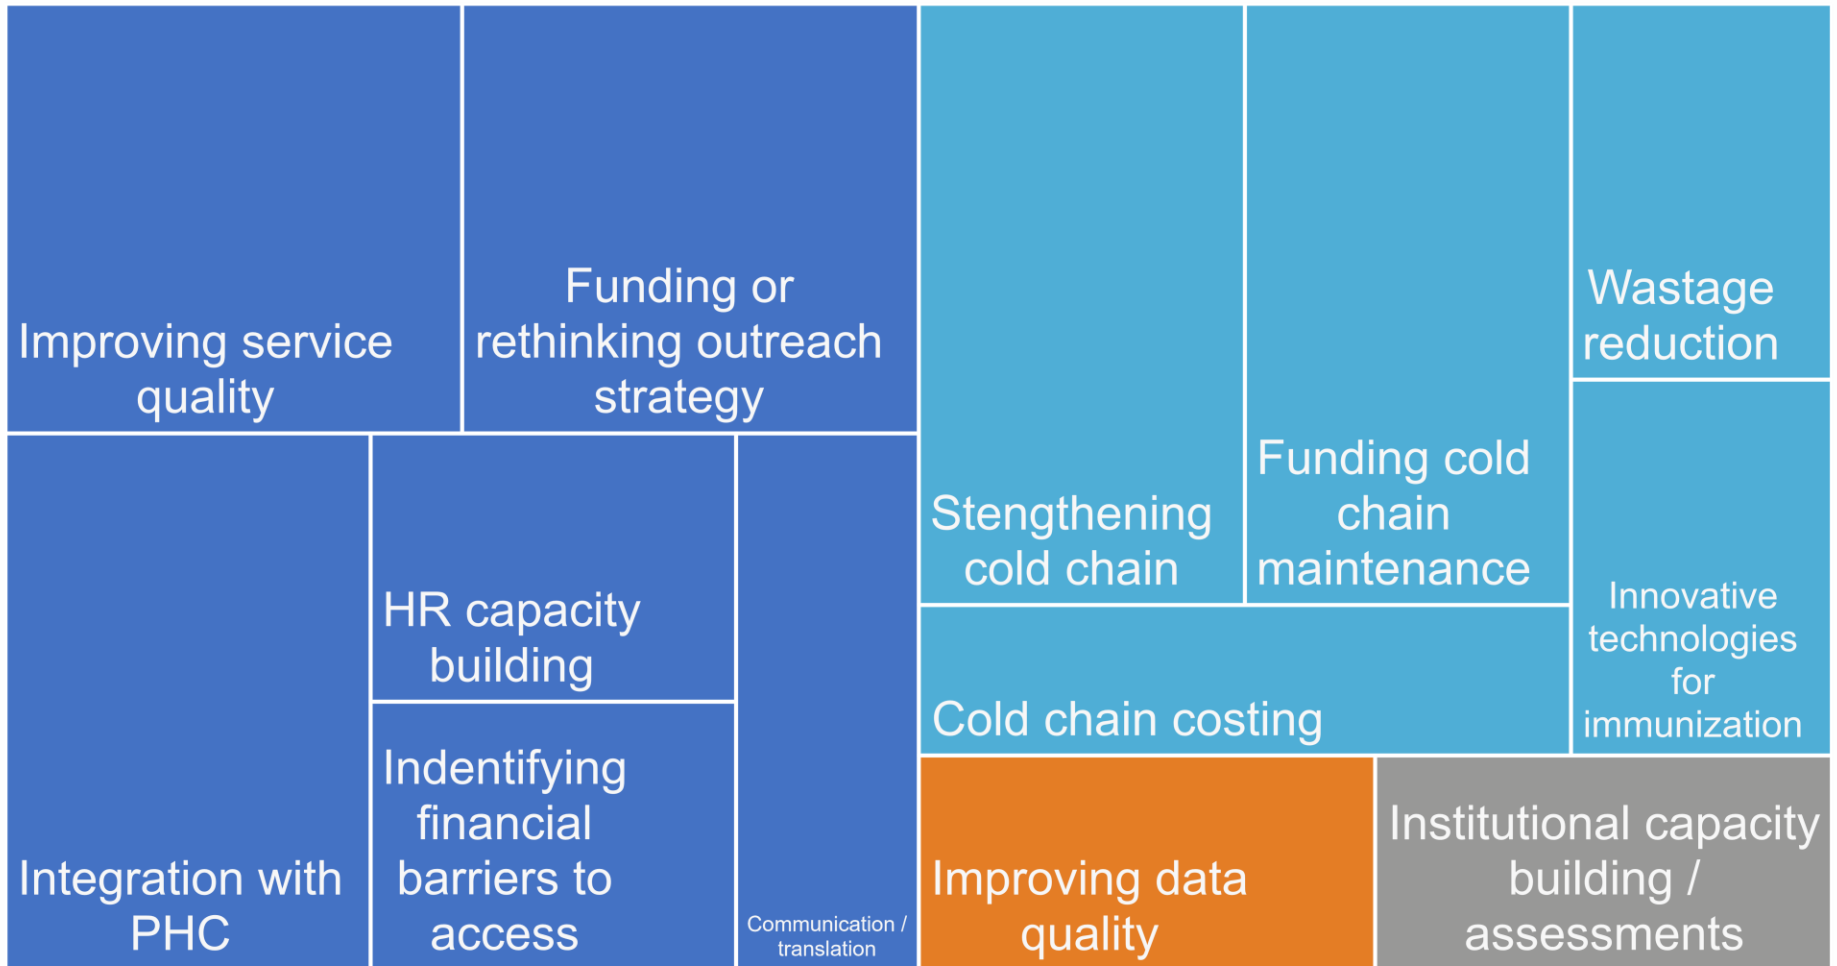 Improving service
quality
Funding or
rethinking outreach
strategy
Integration with
PHC
HR capacity
building
Indentifying
financial
barriers to
access
Communication /
translation
Stengthening
cold chain
Funding cold
chain
maintenance
Wastage
reduction
Innovative
technologies
for
immunization
Cold chain costing
Improving data
quality
Institutional capacity
building /
assessments